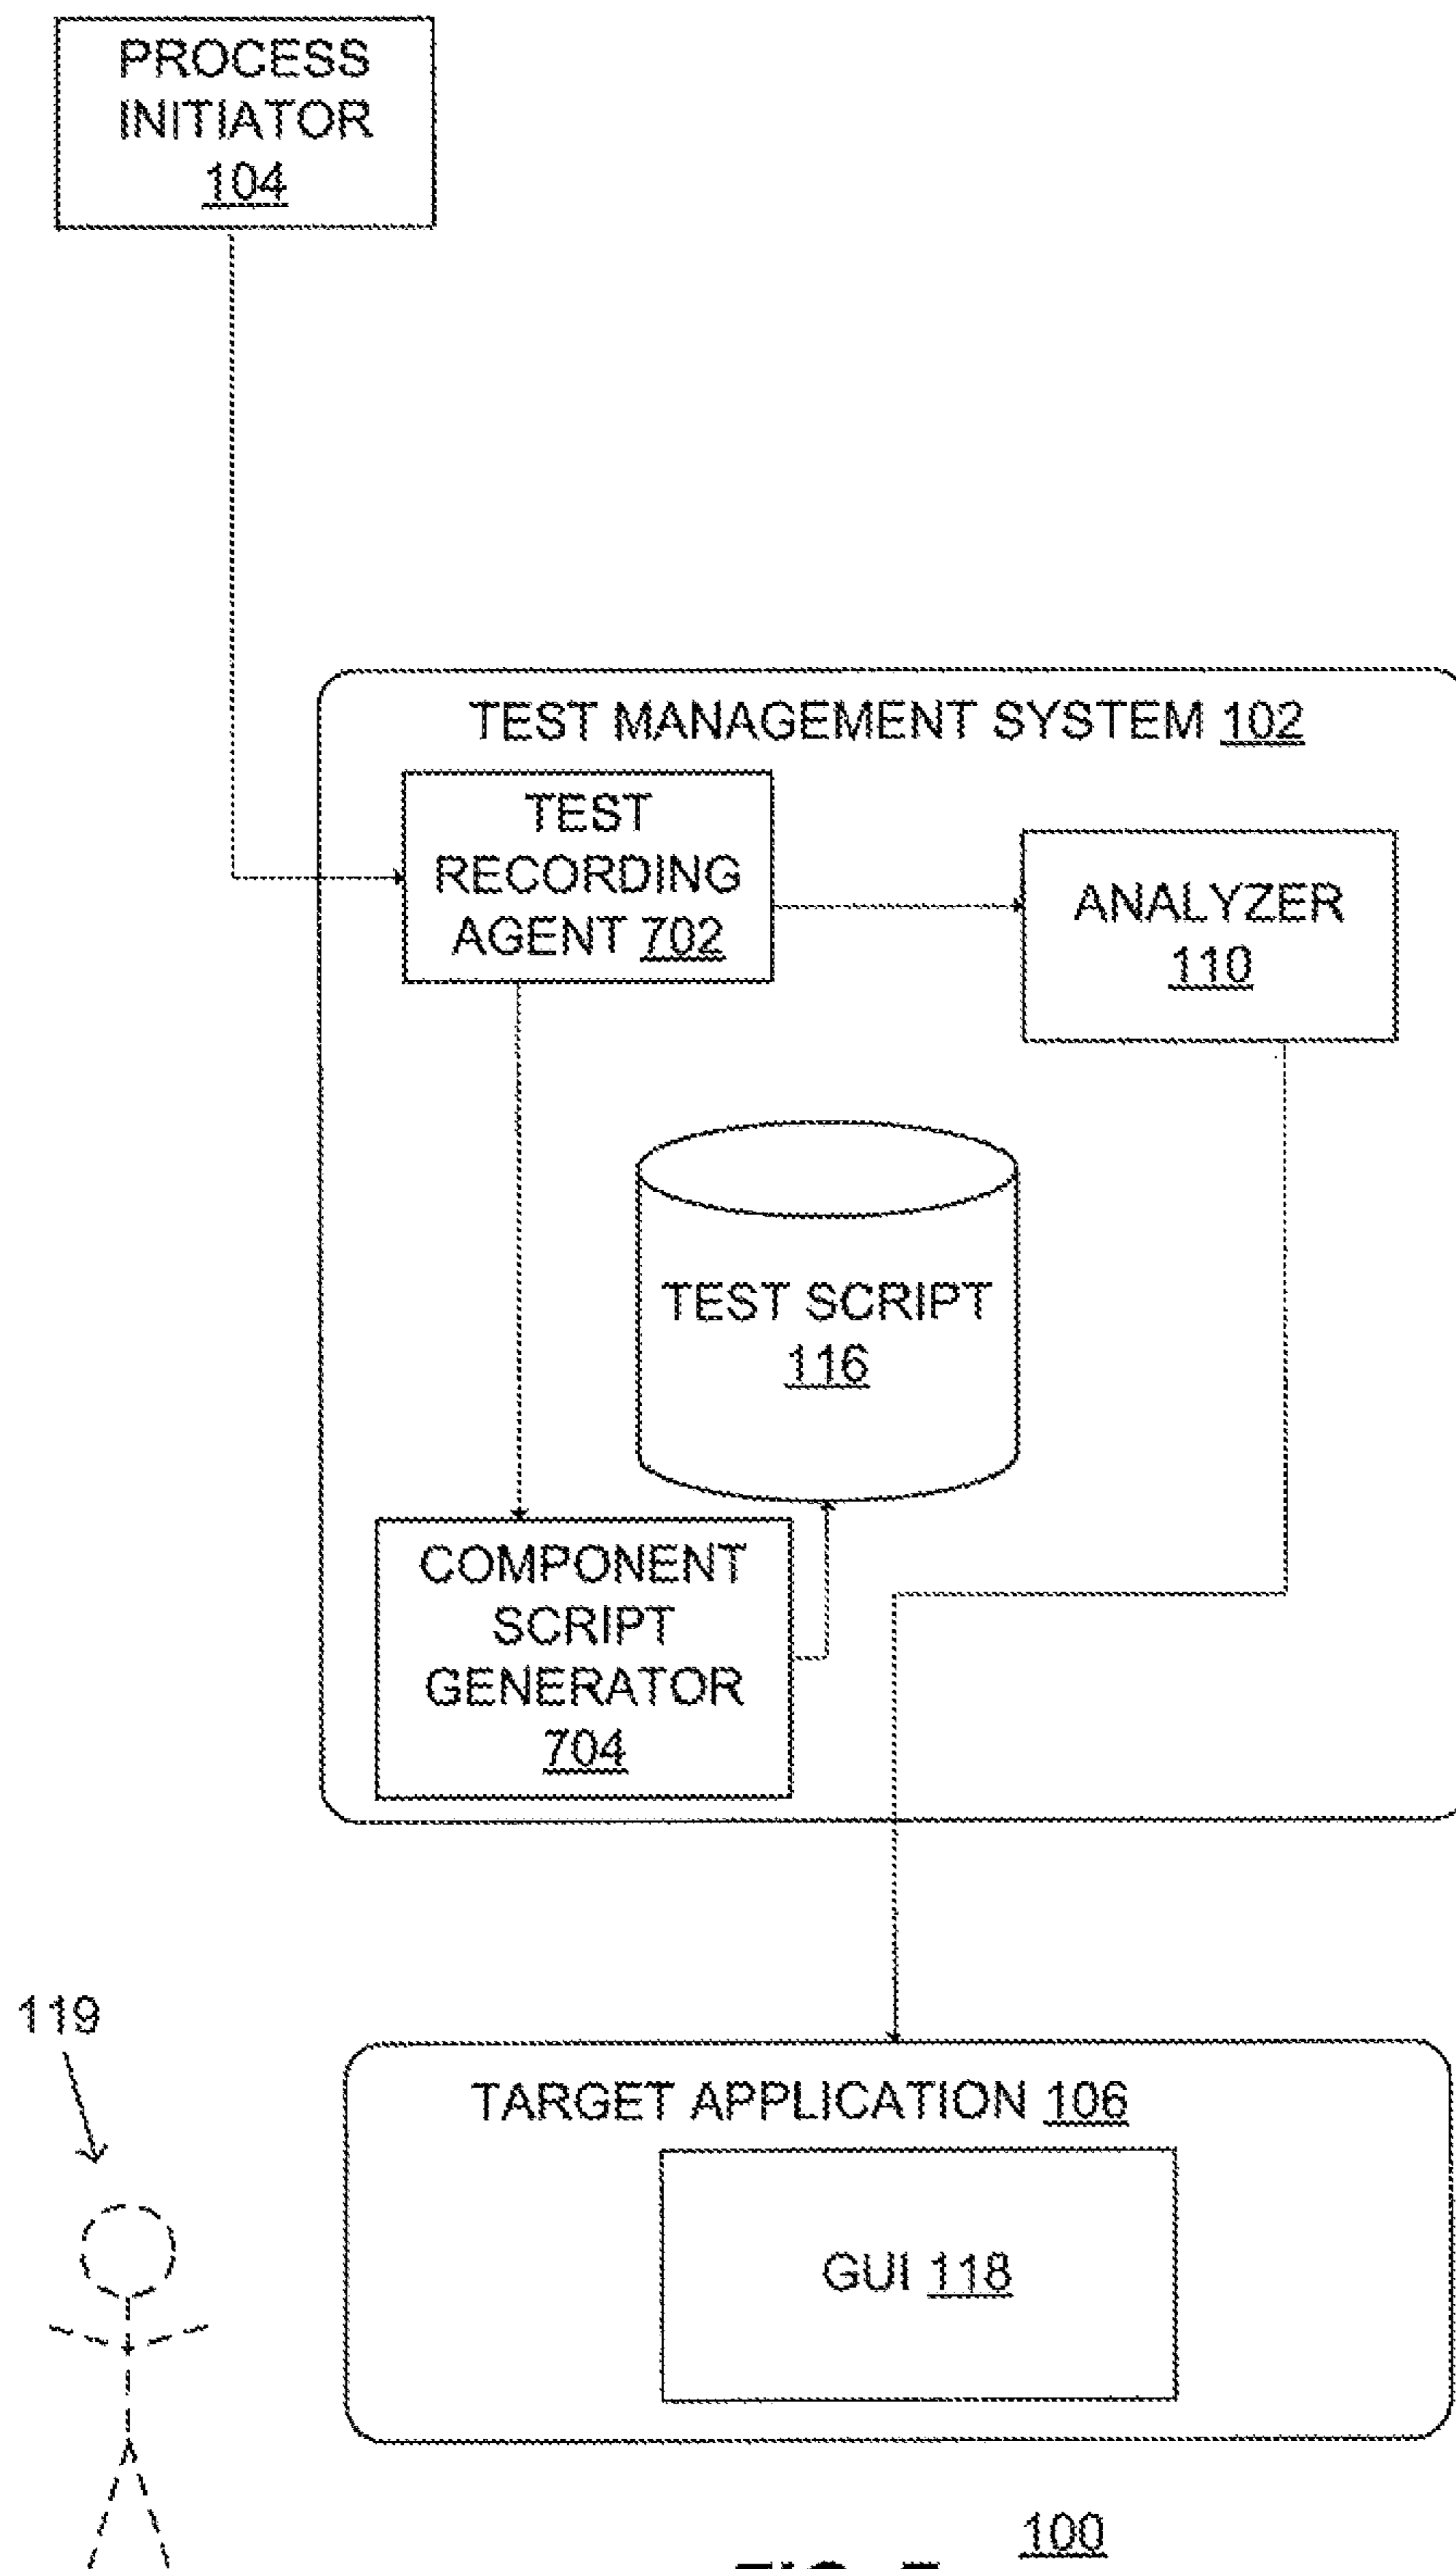 PROCESS
INITIATOR
104
TEST MANAGEMENT SYSTEM 102
TEST
RECORDING
AGENT 702
ANALYZER
110
TEST SCRIPT
116
COMPONENT
SCRIPT
GENERATOR
704
119
TARGET APPLICATION 106
GUI 118
100